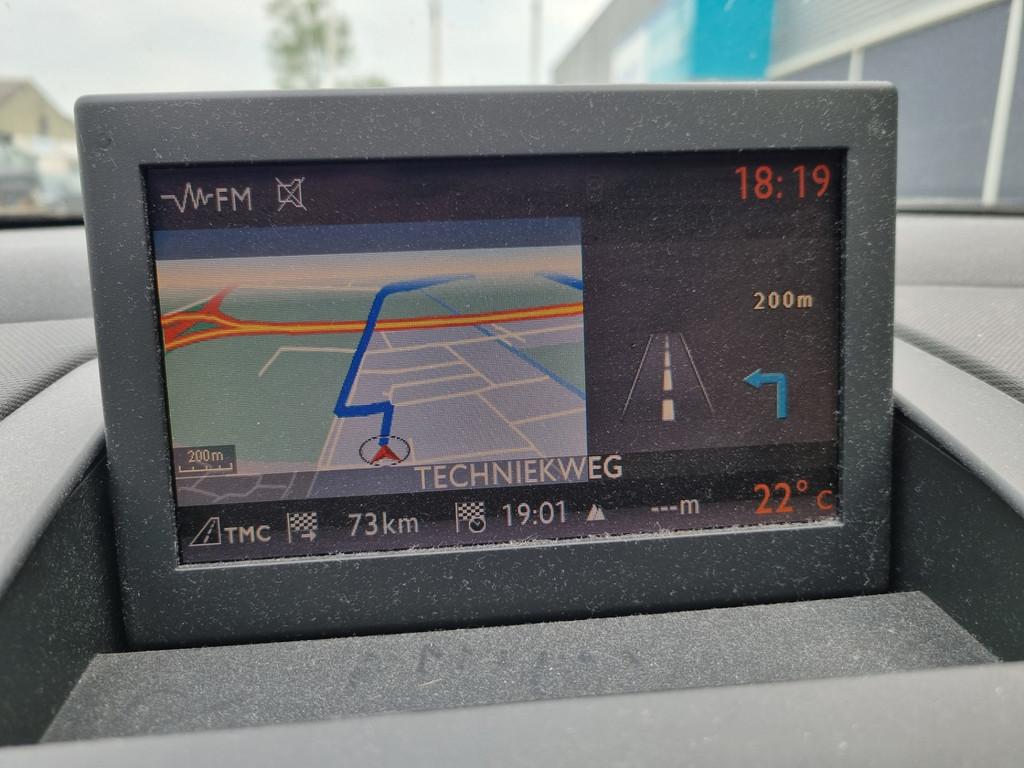 FM 18:19
200m
200m
TECHNIEKWEG
TMC 73km 19:01 ---m 22°C